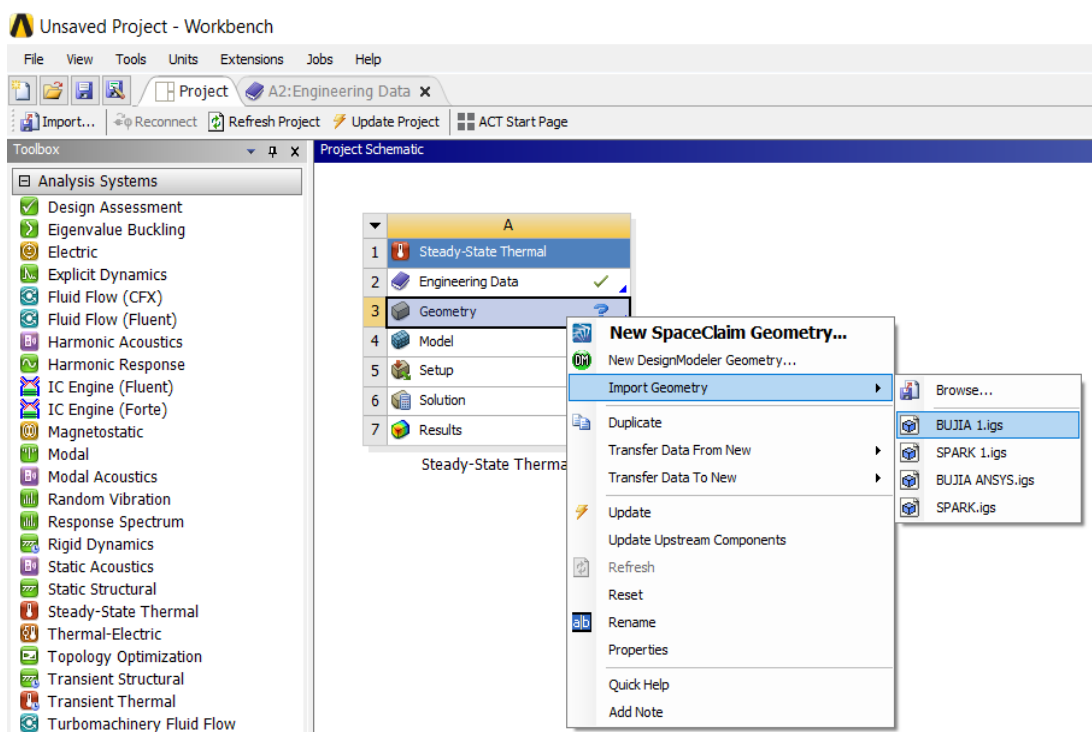 Unsaved Project - Workbench
File View Tools Units Extensions Jobs Help
Project A2:Engineering Data
Import... Reconnect Refresh Project Update Project ACT Start Page
Toolbox
Project Schematic
Analysis Systems
Design Assessment
Eigenvalue Buckling
Electric
Explicit Dynamics
Fluid Flow (CFX)
Fluid Flow (Fluent)
Harmonic Acoustics
Harmonic Response
IC Engine (Fluent)
IC Engine (Forte)
Magnetostatic
Modal
Modal Acoustics
Random Vibration
Response Spectrum
Rigid Dynamics
Static Acoustics
Static Structural
Steady-State Thermal
Thermal-Electric
Topology Optimization
Transient Structural
Transient Thermal
Turbomachinery Fluid Flow
A
1 Steady-State Thermal
2 Engineering Data
3 Geometry ?
4 Model
5 Setup
6 Solution
7 Results
Steady-State Therma
New SpaceClaim Geometry...
DM New DesignModeler Geometry...
Import Geometry
Duplicate
Transfer Data From New
Transfer Data To New
Update
Update Upstream Components
Refresh
Reset
a|b Rename
Properties
Quick Help
Add Note
Browse...
BUJIA 1.igs
SPARK 1.igs
BUJIA ANSYS.igs
SPARK.igs